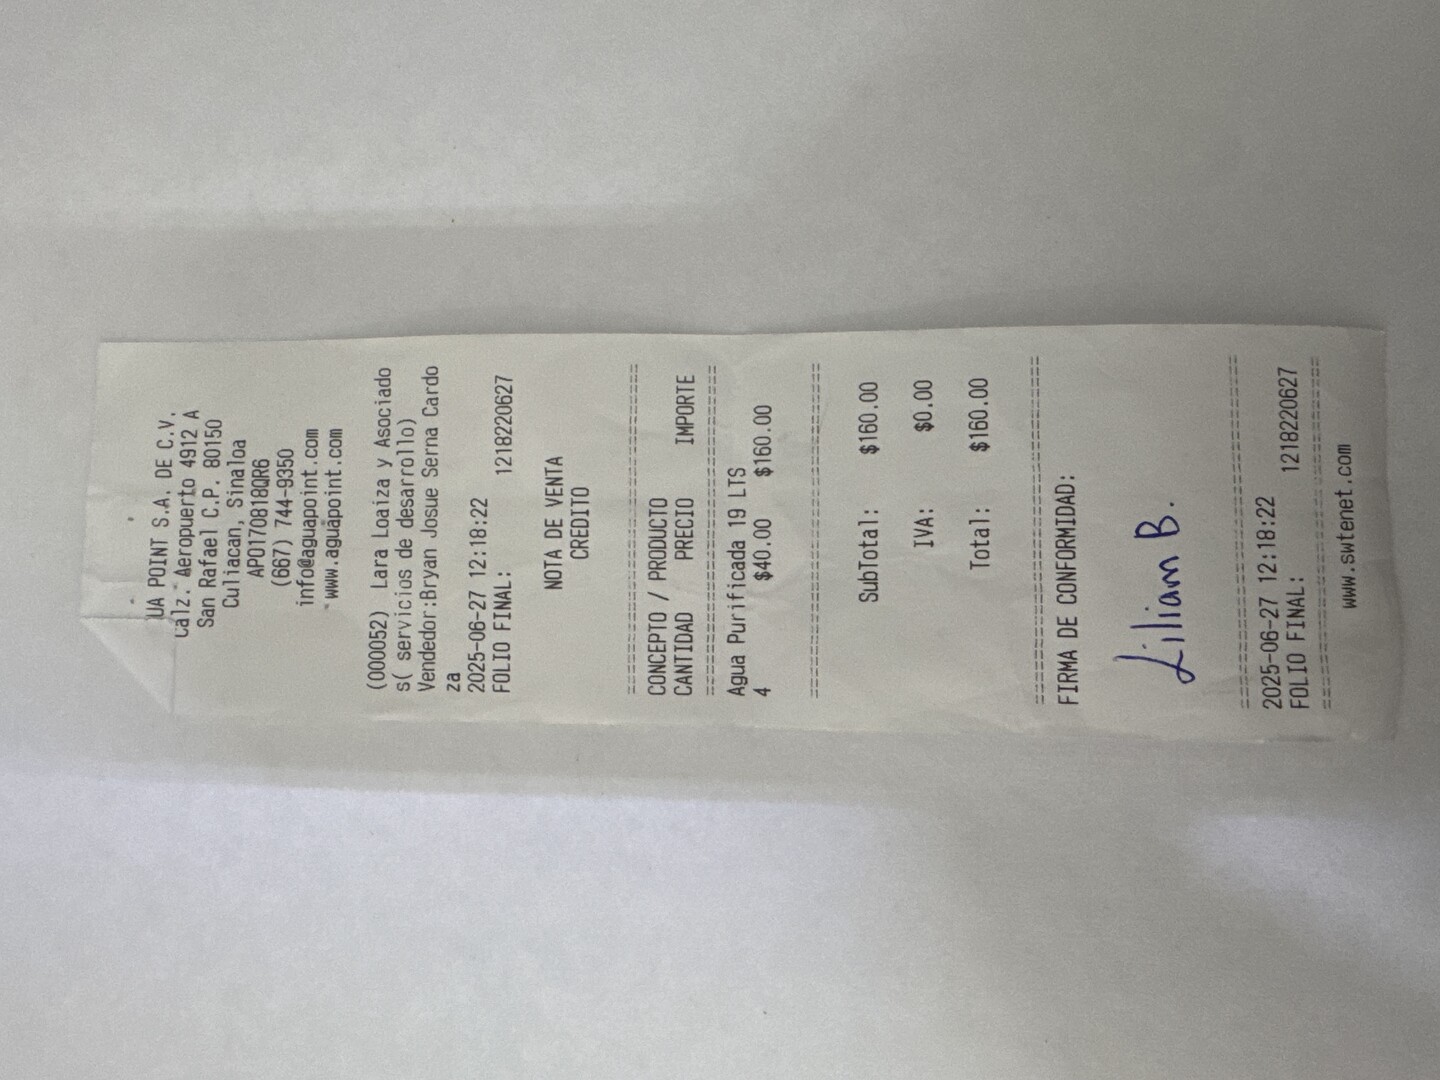 UA POINT S.A. DE C.V.
Calz. Aeropuerto 4912 A
San Rafael C.P. 80150
Culiacan, Sinaloa
APO170818QR6
(667) 744-9350
info@aguapoint.com
www.aguapoint.com
(000052) Lara Loaiza y Asociado
s( servicios de desarrollo)
Vendedor:Bryan Josue Serna Cardo
za
2025-06-27 12:18:22
FOLIO FINAL: 1218220627
NOTA DE VENTA
CREDITO
================================
CONCEPTO / PRODUCTO
CANTIDAD PRECIO IMPORTE
================================
Agua Purificada 19 LTS
4 $40.00 $160.00
================================
SubTotal: $160.00
IVA: $0.00
Total: $160.00
================================
FIRMA DE CONFORMIDAD:
Lilian B.
================================
2025-06-27 12:18:22
FOLIO FINAL: 1218220627
================================
www.swtenet.com